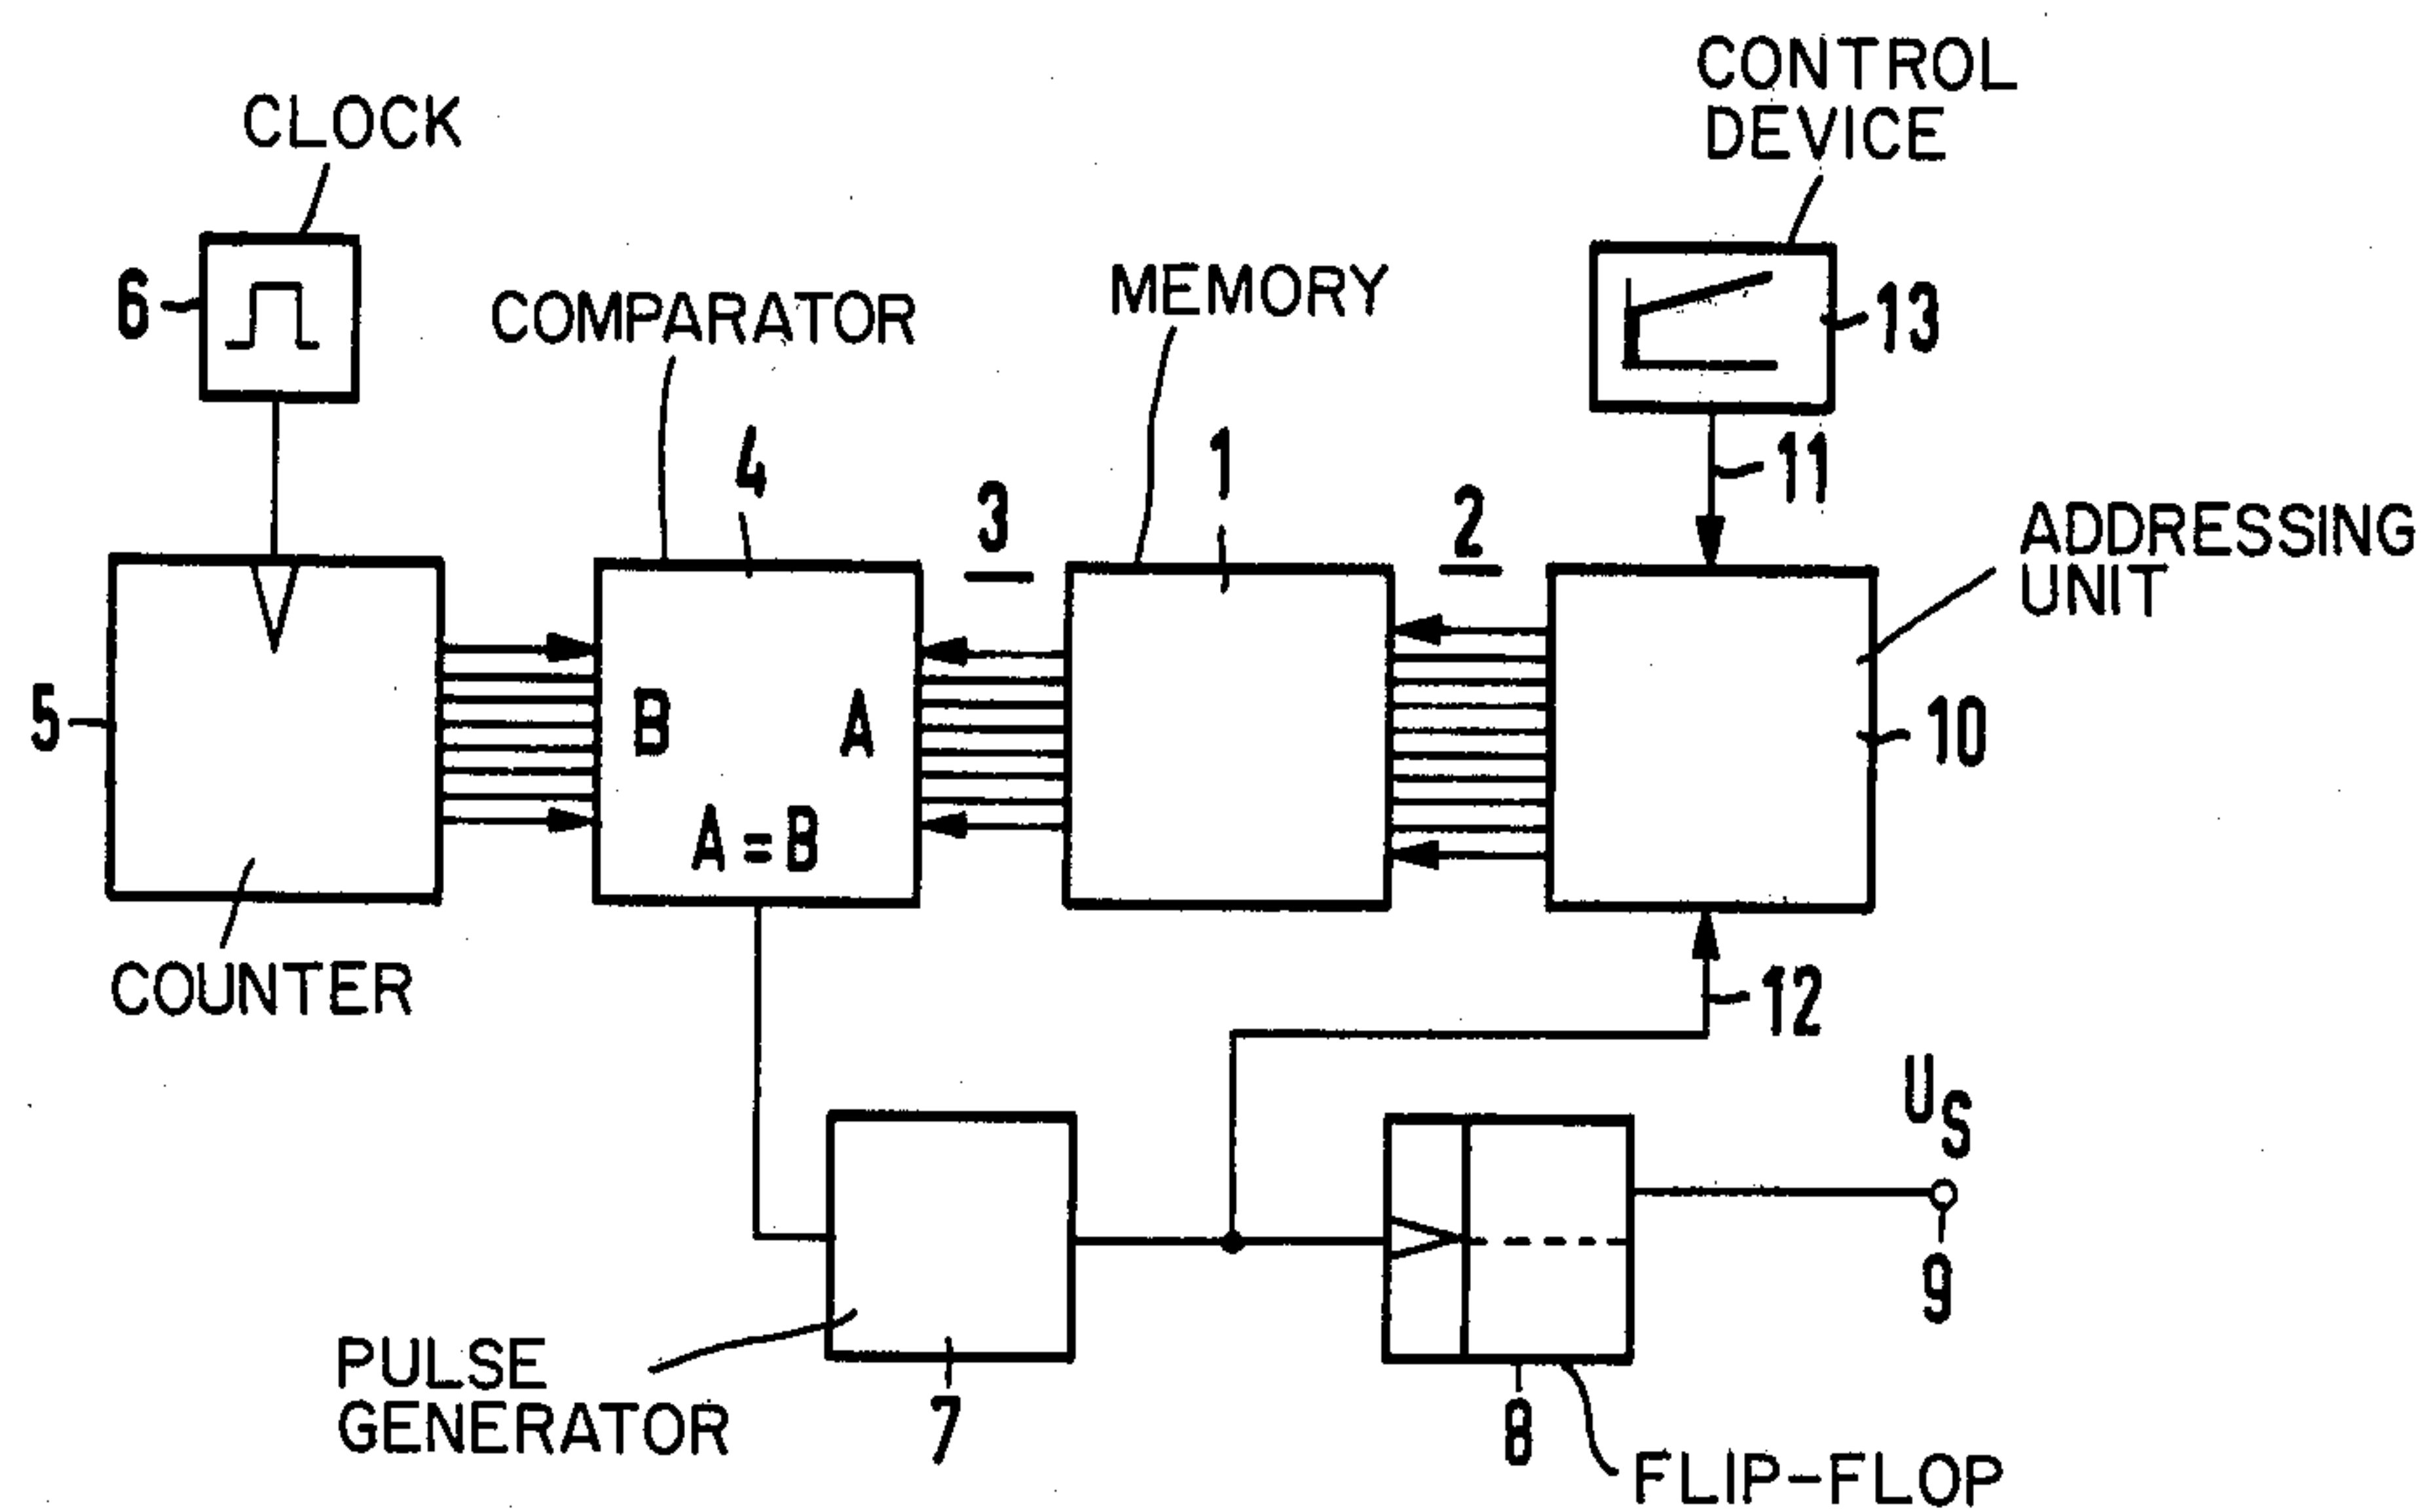 CONTROL
DEVICE
CLOCK
6
COMPARATOR
MEMORY
13
4
3
1
2
11
ADDRESSING
UNIT
5
B
A
10
A=B
COUNTER
12
U_S
9
PULSE
GENERATOR
7
8
FLIP-FLOP